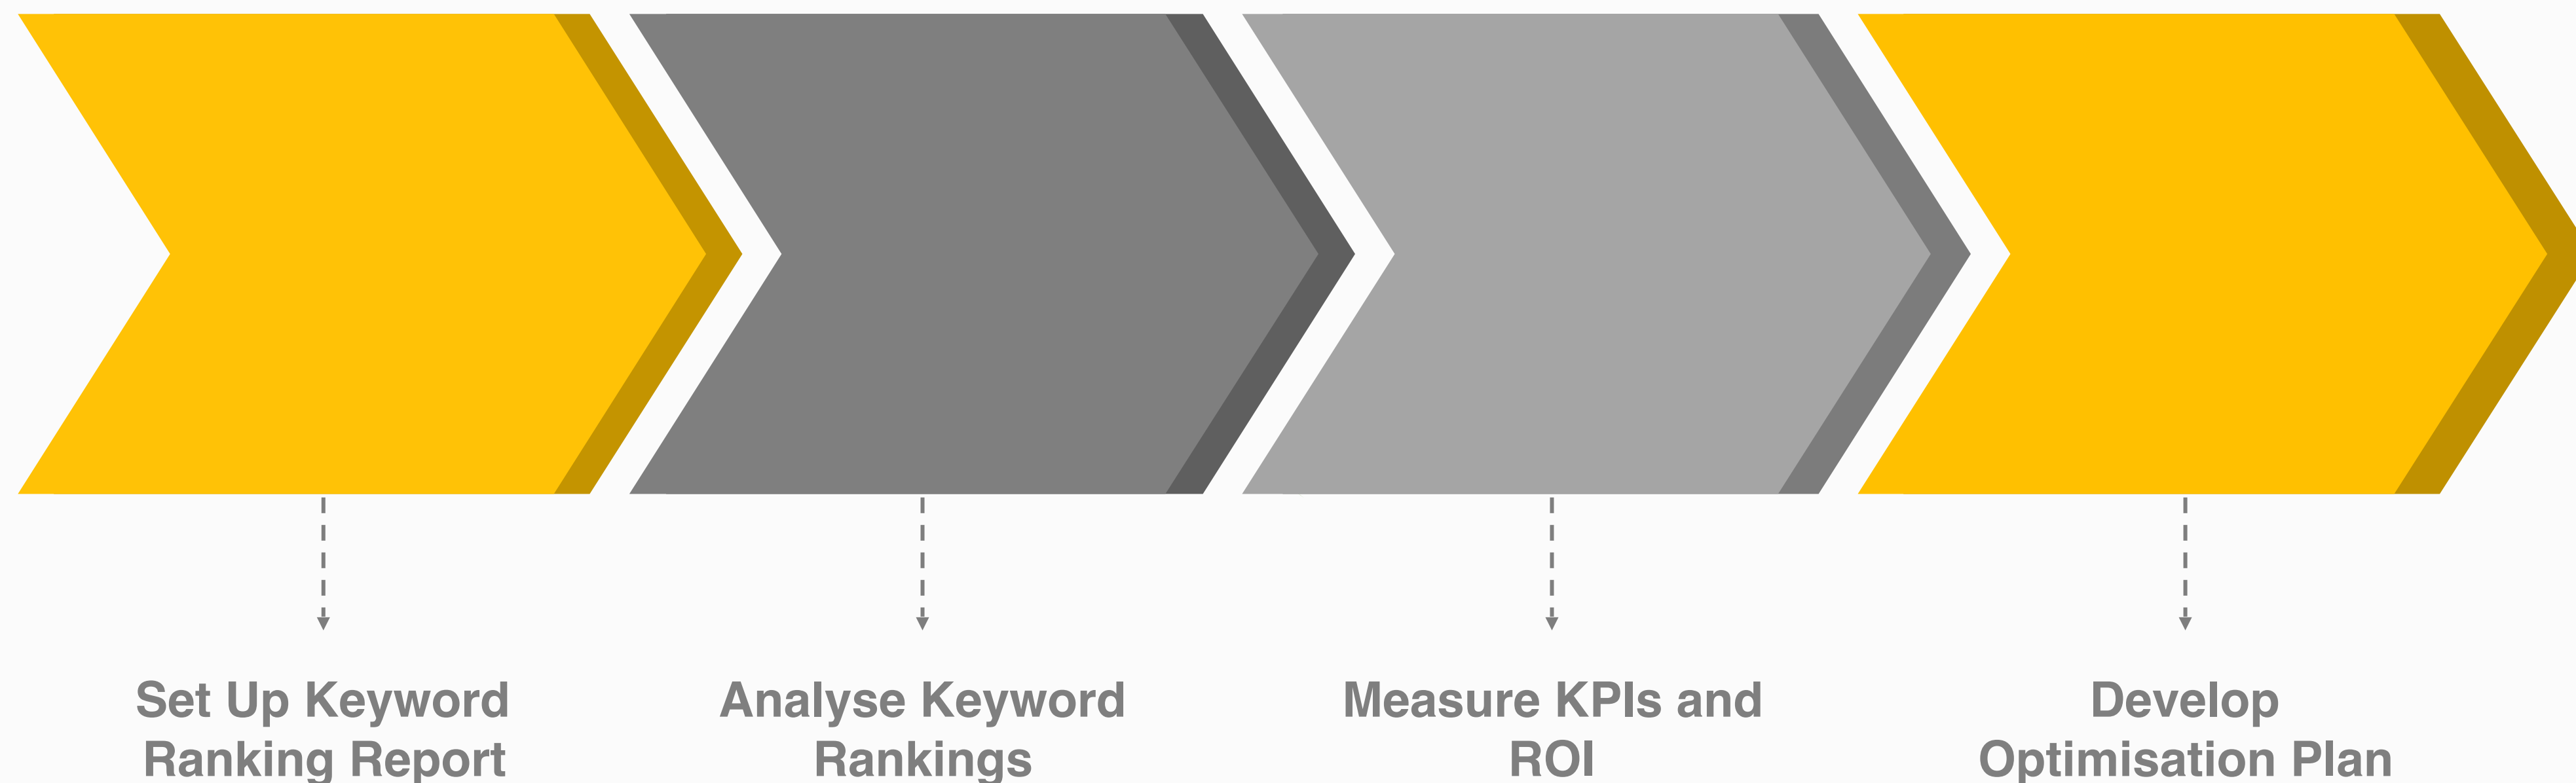 Set Up Keyword
Ranking Report
Analyse Keyword
Rankings
Measure KPIs and
ROI
Develop
Optimisation Plan